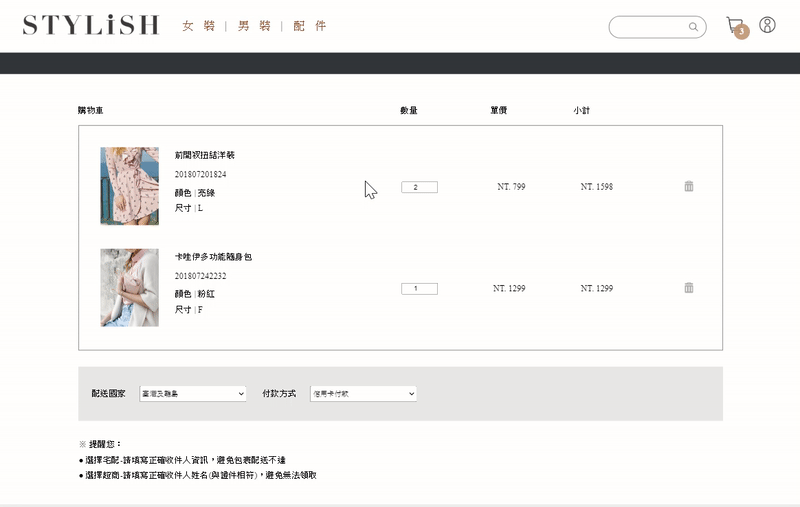 STYLiSH 女裝 | 男裝 | 配件 3
購物車 數量 單價 小計
前開衩扭結洋裝
201807201824
顏色 | 亮綠
尺寸 | L
2 NT. 799 NT. 1598
卡哇伊多功能隨身包
201807242232
顏色 | 粉紅
尺寸 | F
1 NT. 1299 NT. 1299
配送國家 臺灣及離島 付款方式 信用卡付款
※ 提醒您：
● 選擇宅配-請填寫正確收件人資訊，避免包裹配送不達
● 選擇超商-請填寫正確收件人姓名(與證件相符)，避免無法領取